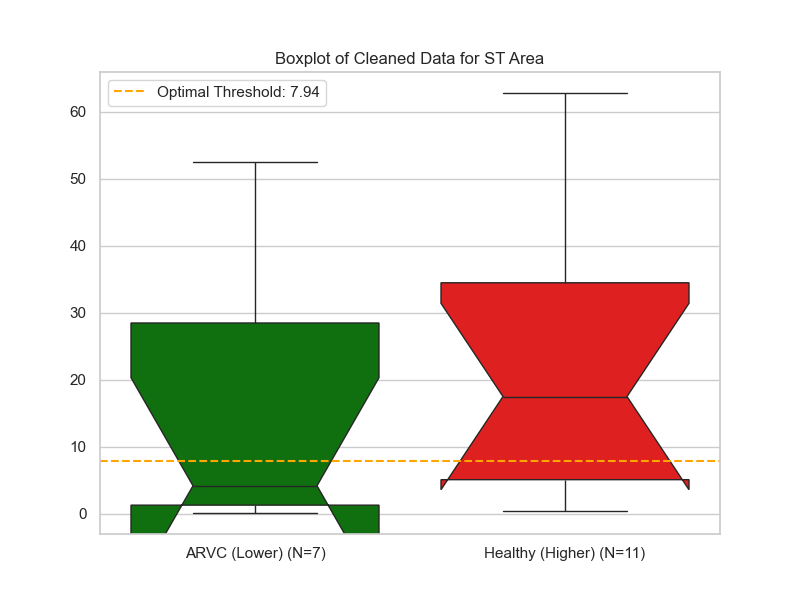 Boxplot of Cleaned Data for ST Area
Optimal Threshold: 7.94
60
50
40
30
20
10
0
ARVC (Lower) (N=7)
Healthy (Higher) (N=11)